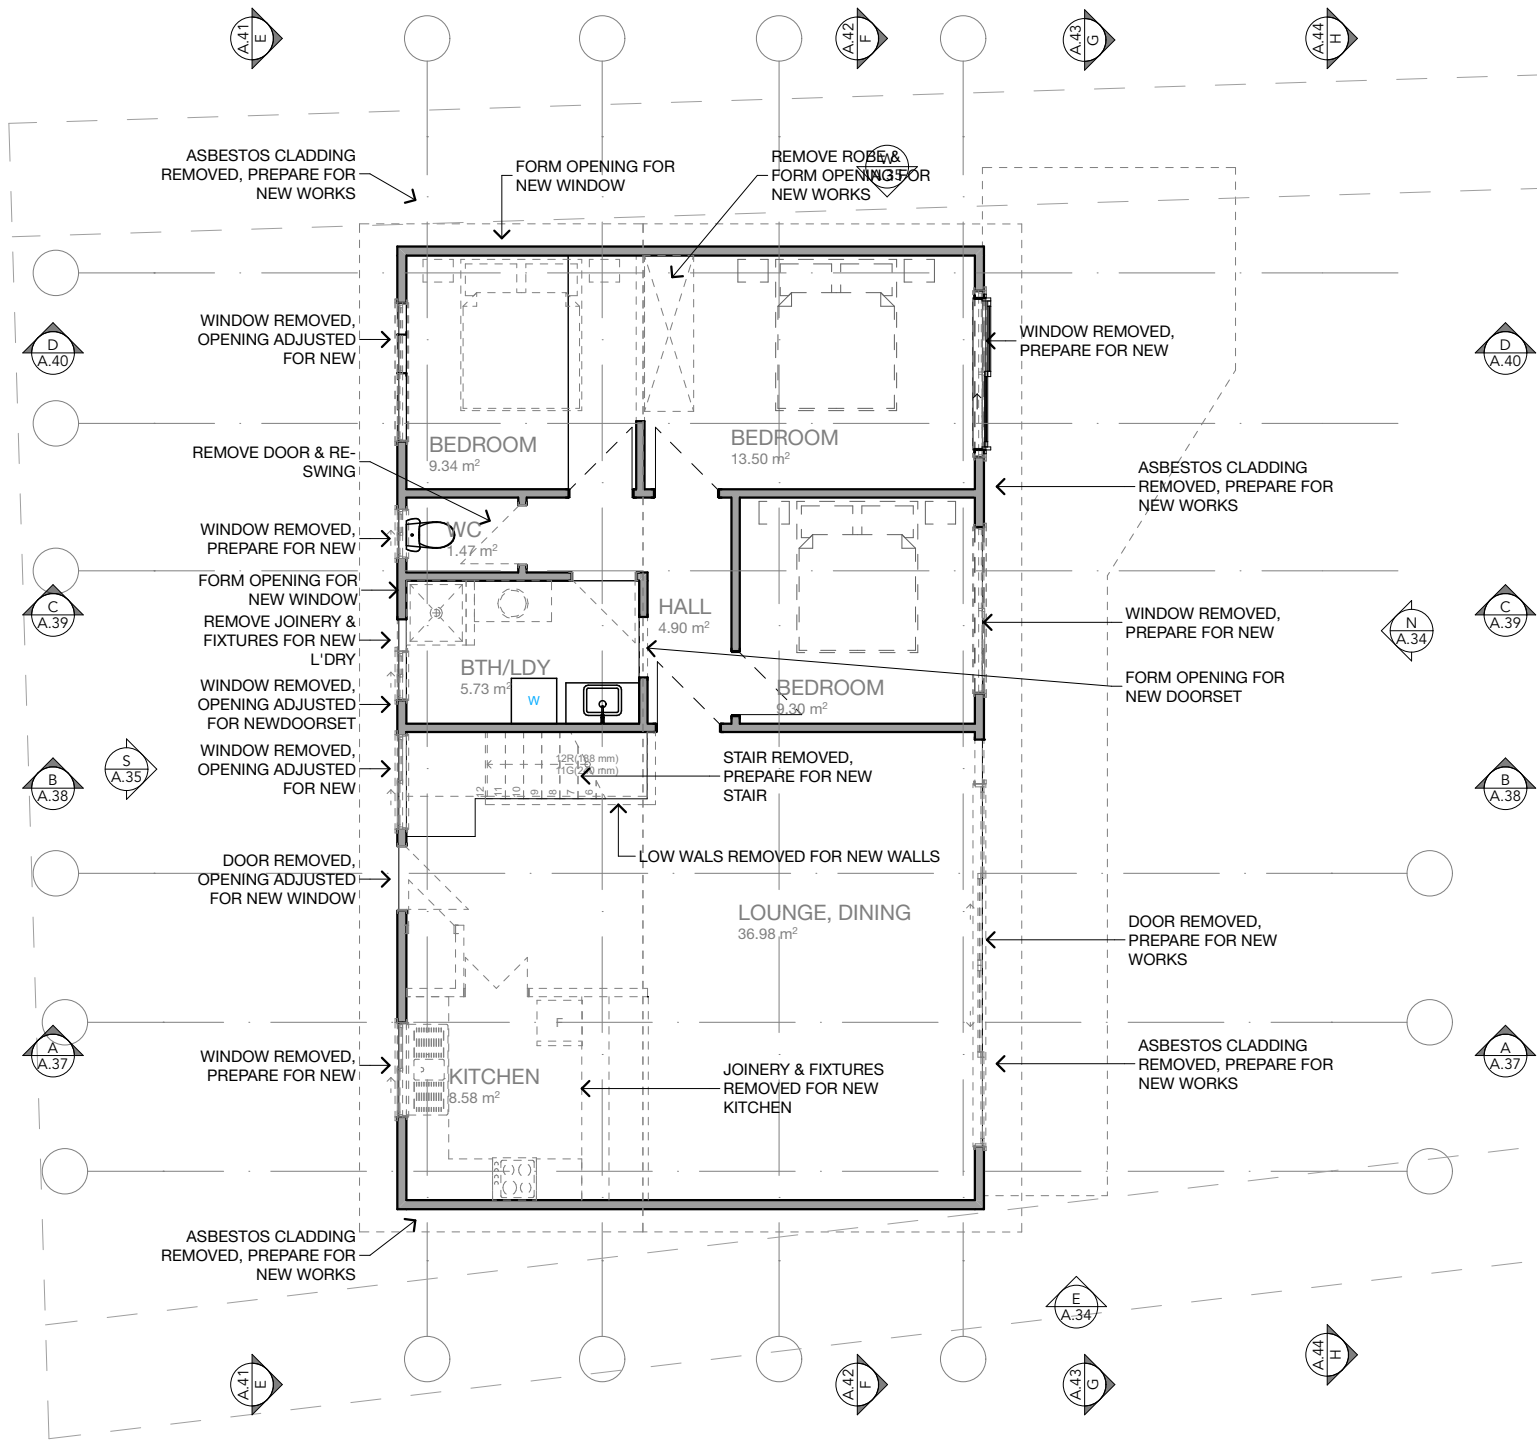 A.41
E
A.42
F
A.43
G
A.44
H
ASBESTOS CLADDING
REMOVED, PREPARE FOR
NEW WORKS
FORM OPENING FOR
NEW WINDOW
REMOVE ROBE &
FORM OPENING FOR
NEW WORKS
W
A.35
WINDOW REMOVED,
OPENING ADJUSTED
FOR NEW
D
A.40
WINDOW REMOVED,
PREPARE FOR NEW
D
A.40
BEDROOM
9.34 m²
BEDROOM
13.50 m²
REMOVE DOOR & RE-
SWING
ASBESTOS CLADDING
REMOVED, PREPARE FOR
NEW WORKS
WINDOW REMOVED,
PREPARE FOR NEW
WC
1.47 m²
FORM OPENING FOR
NEW WINDOW
C
A.39
REMOVE JOINERY &
FIXTURES FOR NEW
L'DRY
HALL
4.90 m²
WINDOW REMOVED,
PREPARE FOR NEW
N
A.34
C
A.39
BTH/LDY
5.73 m²
W
BEDROOM
9.30 m²
FORM OPENING FOR
NEW DOORSET
WINDOW REMOVED,
OPENING ADJUSTED
FOR NEWDOORSET
WINDOW REMOVED,
OPENING ADJUSTED
FOR NEW
S
A.35
B
A.38
12 11 10 9 8 7 6
STAIR REMOVED,
PREPARE FOR NEW
STAIR
B
A.38
LOW WALS REMOVED FOR NEW WALLS
DOOR REMOVED,
OPENING ADJUSTED
FOR NEW WINDOW
LOUNGE, DINING
36.98 m²
DOOR REMOVED,
PREPARE FOR NEW
WORKS
F
A
A.37
WINDOW REMOVED,
PREPARE FOR NEW
KITCHEN
8.58 m²
JOINERY & FIXTURES
REMOVED FOR NEW
KITCHEN
ASBESTOS CLADDING
REMOVED, PREPARE FOR
NEW WORKS
A
A.37
ASBESTOS CLADDING
REMOVED, PREPARE FOR
NEW WORKS
E
A.34
A.41
E
A.42
F
A.43
G
A.44
H